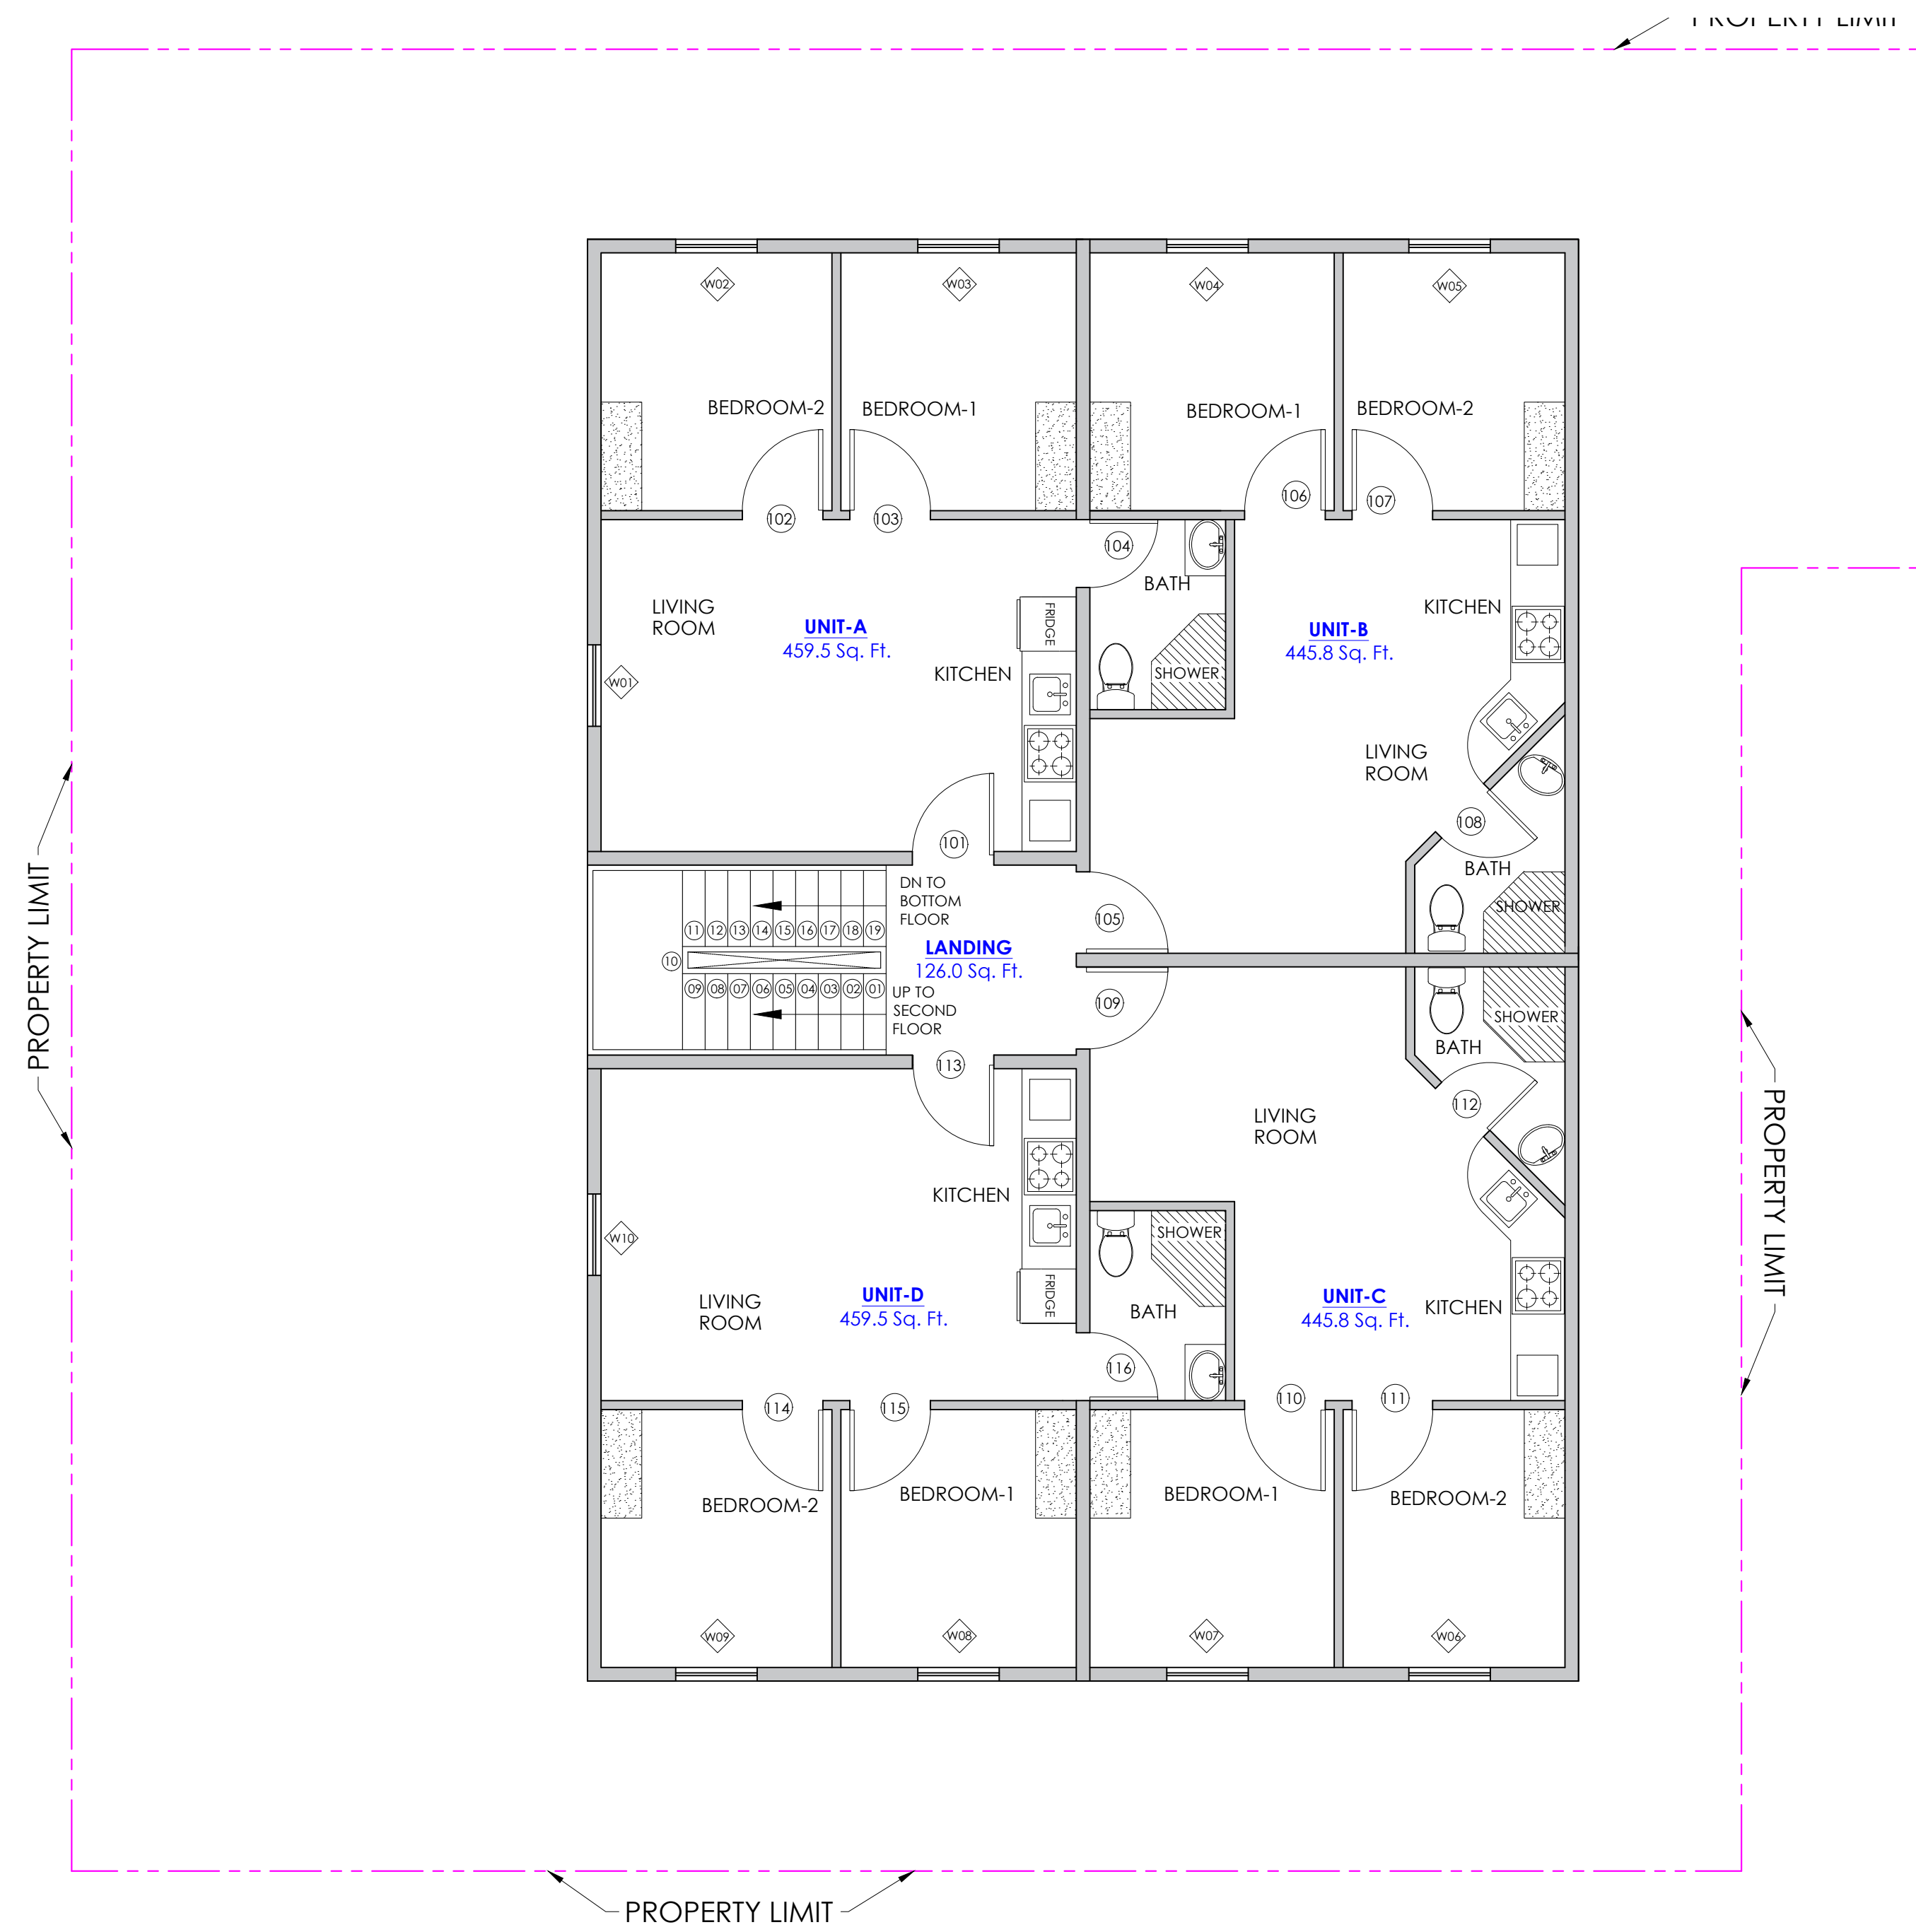 PROPERTY LIMIT
W02
W03
W04
W05
BEDROOM-2
BEDROOM-1
BEDROOM-1
BEDROOM-2
102
103
106
107
104
BATH
LIVING
ROOM
UNIT-A
459.5 Sq. Ft.
FRIDGE
KITCHEN
SHOWER
W01
UNIT-B
445.8 Sq. Ft.
KITCHEN
LIVING
ROOM
101
108
BATH
SHOWER
DN TO
BOTTOM
FLOOR
105
11 12 13 14 15 16 17 18 19
LANDING
126.0 Sq. Ft.
10
09 08 07 06 05 04 03 02 01
UP TO
SECOND
FLOOR
109
113
SHOWER
BATH
112
LIVING
ROOM
KITCHEN
W10
SHOWER
FRIDGE
BATH
LIVING
ROOM
UNIT-D
459.5 Sq. Ft.
UNIT-C
445.8 Sq. Ft.
KITCHEN
116
114
115
110
111
BEDROOM-2
BEDROOM-1
BEDROOM-1
BEDROOM-2
W09
W08
W07
W06
PROPERTY LIMIT
PROPERTY LIMIT
PROPERTY LIMIT